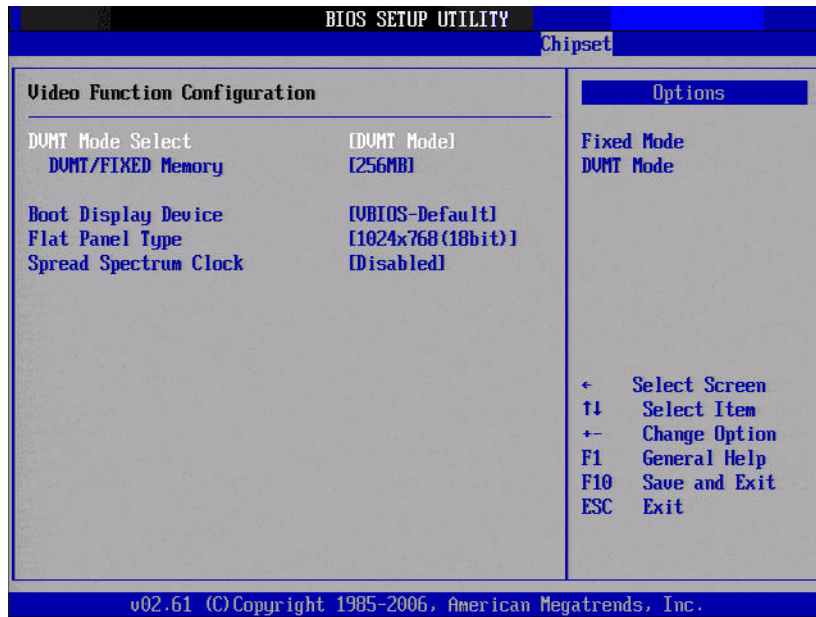 BIOS SETUP UTILITY
Chipset
Video Function Configuration
DVMT Mode Select [DVMT Mode]
DVMT/FIXED Memory [256MB]
Boot Display Device [VBIOS-Default]
Flat Panel Type [1024x768(18bit)]
Spread Spectrum Clock [Disabled]
Options
Fixed Mode
DVMT Mode
← Select Screen
↑↓ Select Item
+- Change Option
F1 General Help
F10 Save and Exit
ESC Exit
v02.61 (C)Copyright 1985-2006, American Megatrends, Inc.